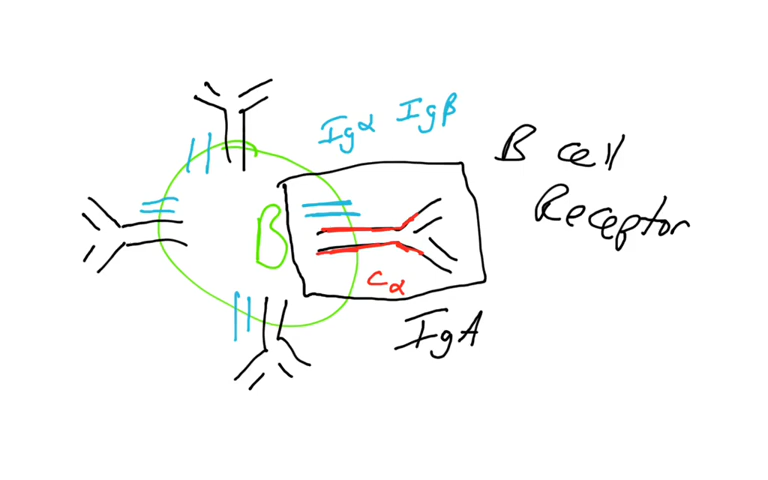 Igα Igβ
B cell
Receptor
B
Cα
IgA